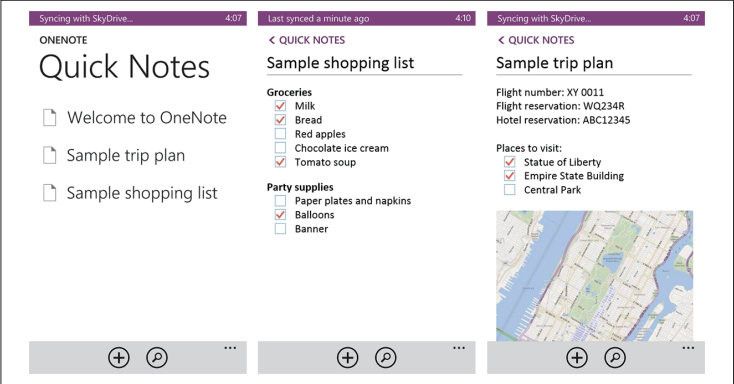 Syncing with SkyDrive... 4:07
ONENOTE
Quick Notes
Welcome to OneNote
Sample trip plan
Sample shopping list
...
Last synced a minute ago 4:10
< QUICK NOTES
Sample shopping list
Groceries
Milk
Bread
Red apples
Chocolate ice cream
Tomato soup
Party supplies
Paper plates and napkins
Balloons
Banner
...
Syncing with SkyDrive... 4:07
< QUICK NOTES
Sample trip plan
Flight number: XY 0011
Flight reservation: WQ234R
Hotel reservation: ABC12345
Places to visit:
Statue of Liberty
Empire State Building
Central Park
...